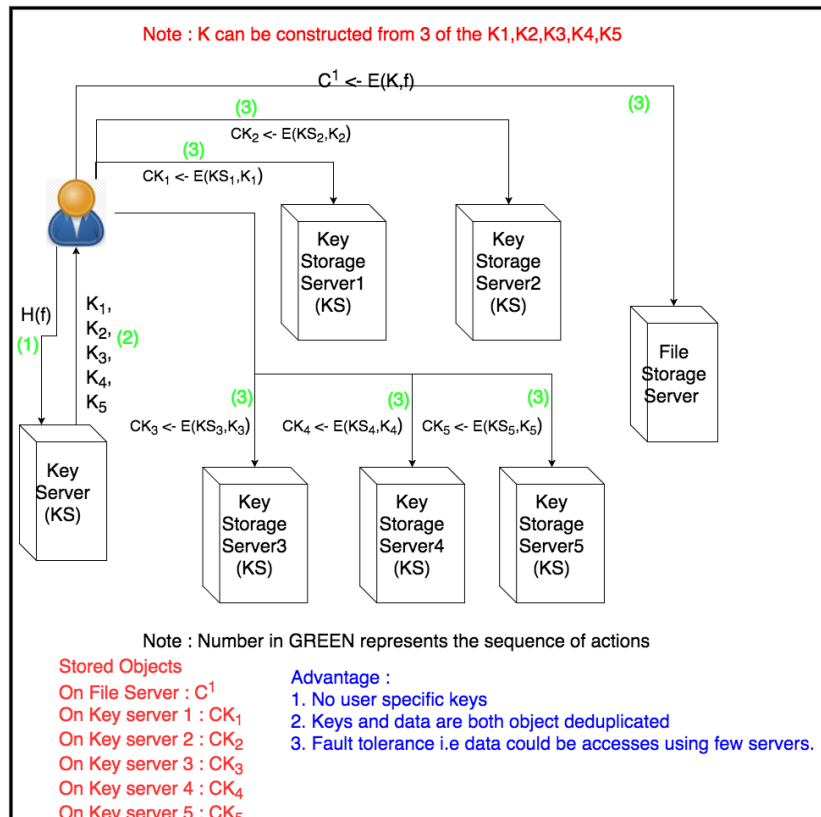 Note : K can be constructed from 3 of the K1,K2,K3,K4,K5
C¹ <- E(K,f)
(3)
(3)
CK₂ <- E(KS₂,K₂)
(3)
CK₁ <- E(KS₁,K₁)
Key
Storage
Server1
(KS)
Key
Storage
Server2
(KS)
H(f)
(1)
K₁,
K₂,
K₃,
K₄,
K₅
(2)
File
Storage
Server
(3)
(3)
(3)
CK₃ <- E(KS₃,K₃)
CK₄ <- E(KS₄,K₄)
CK₅ <- E(KS₅,K₅)
Key
Server
(KS)
Key
Storage
Server3
(KS)
Key
Storage
Server4
(KS)
Key
Storage
Server5
(KS)
Note : Number in GREEN represents the sequence of actions
Stored Objects
On File Server : C¹
On Key server 1 : CK₁
On Key server 2 : CK₂
On Key server 3 : CK₃
On Key server 4 : CK₄
On Key server 5 : CK₅
Advantage :
1. No user specific keys
2. Keys and data are both object deduplicated
3. Fault tolerance i.e data could be accesses using few servers.